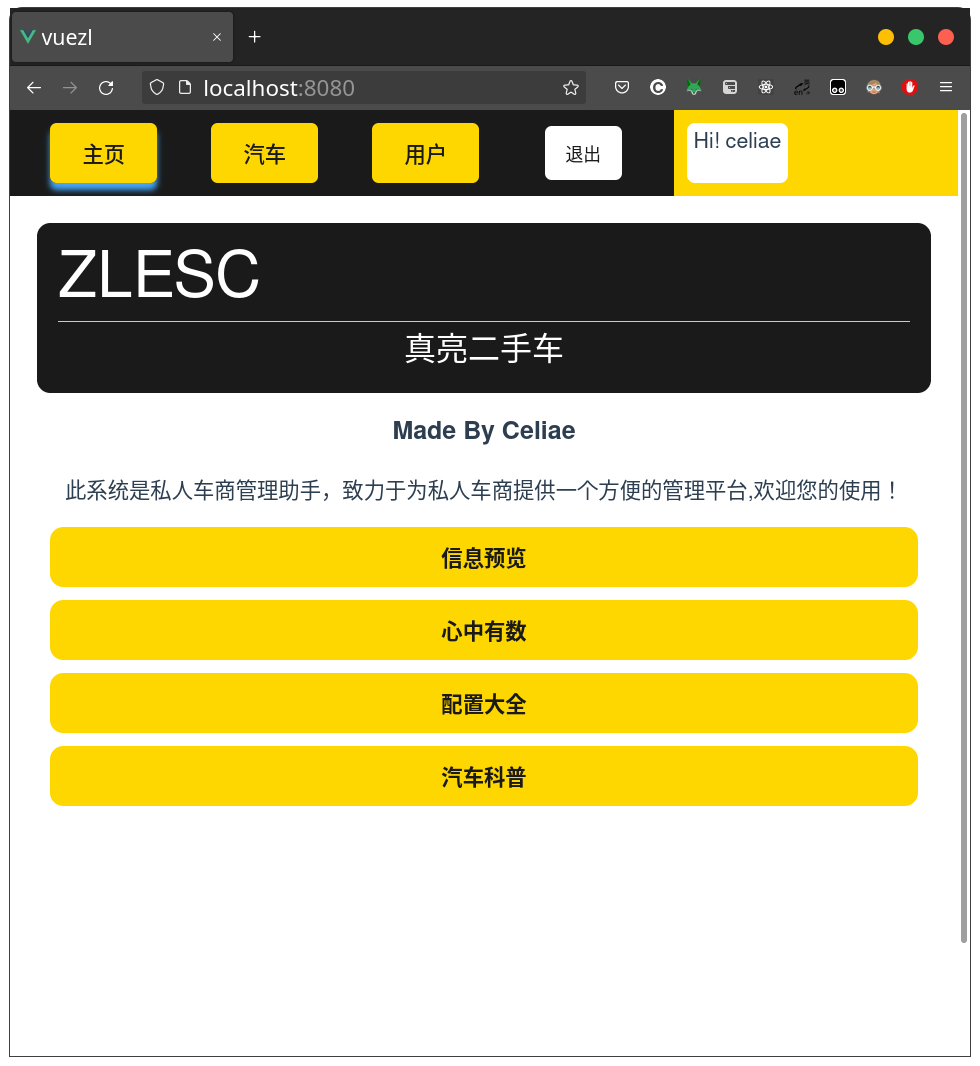 vuezl
localhost:8080
主页
汽车
用户
退出
Hi! celiae
ZLESC
真亮二手车
Made By Celiae
此系统是私人车商管理助手，致力于为私人车商提供一个方便的管理平台,欢迎您的使用！
信息预览
心中有数
配置大全
汽车科普